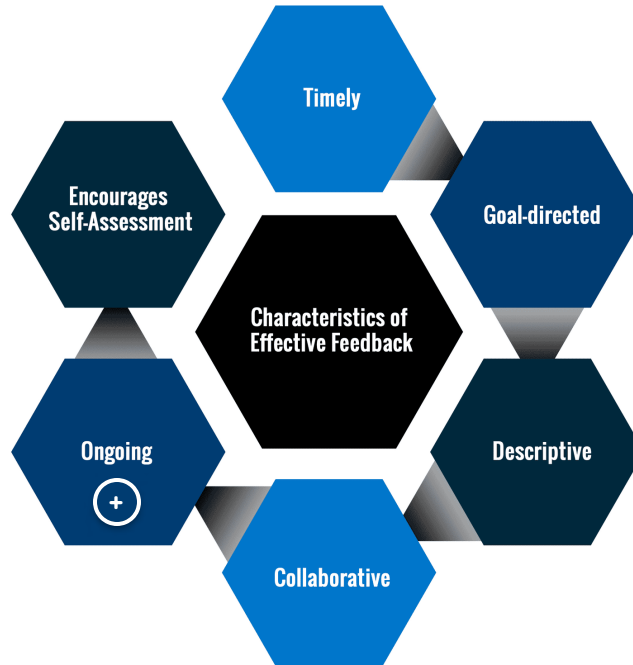 Timely
Goal-directed
Descriptive
Collaborative
Ongoing
+
Encourages
Self-Assessment
Characteristics of
Effective Feedback